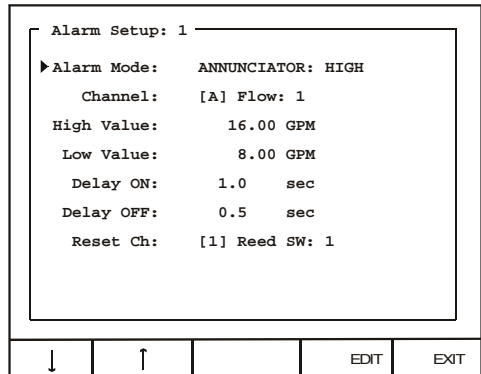 Alarm Setup: 1
Alarm Mode: ANNUNCIATOR: HIGH
Channel: [A] Flow: 1
High Value: 16.00 GPM
Low Value: 8.00 GPM
Delay ON: 1.0 sec
Delay OFF: 0.5 sec
Reset Ch: [1] Reed SW: 1
↓ ↑ EDIT EXIT